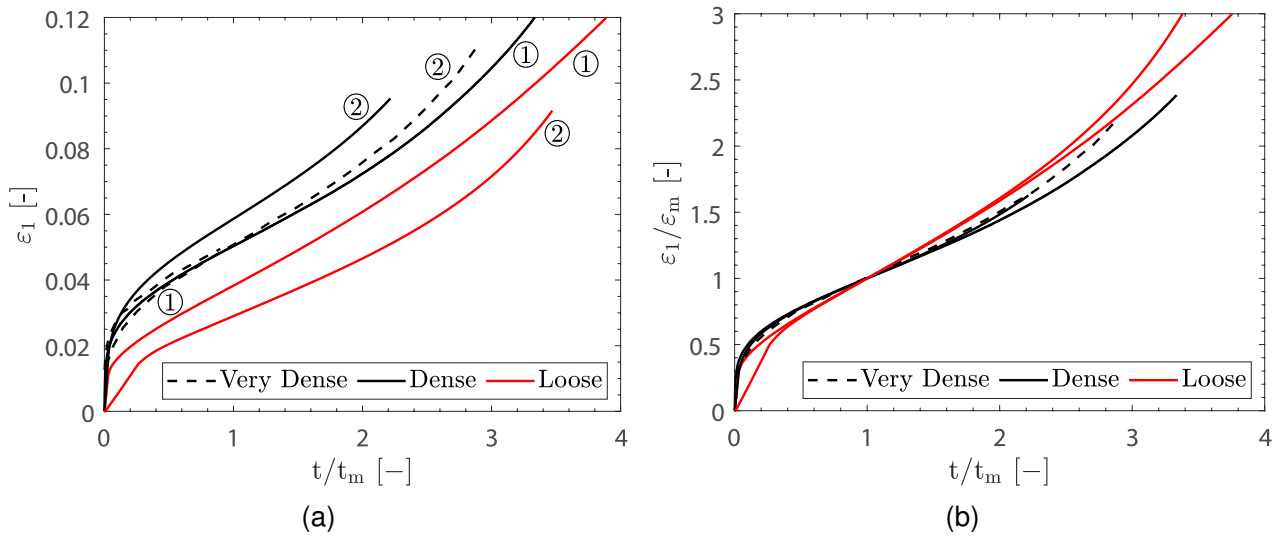 0.12
0.1
0.08
0.06
0.04
0.02
0
ε₁ [-]
② ② ① ① ② ①
Very Dense Dense Loose
0 1 2 3 4
t/tₘ [−]
(a)
3
2.5
2
1.5
1
0.5
0
ε₁/εₘ [-]
Very Dense Dense Loose
0 1 2 3 4
t/tₘ [−]
(b)